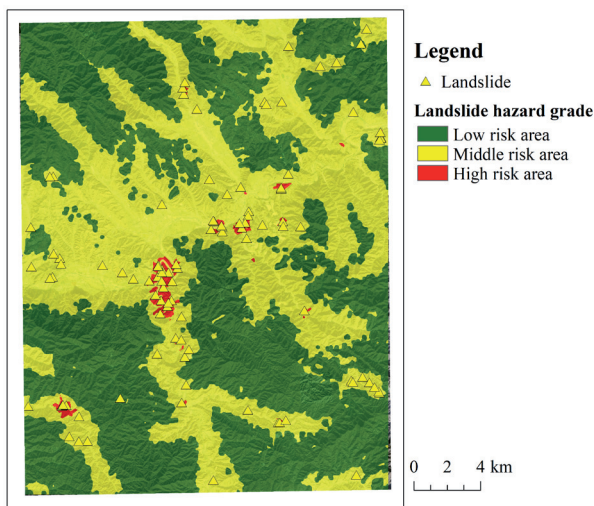 Legend
Landslide
Landslide hazard grade
Low risk area
Middle risk area
High risk area
0 2 4 km